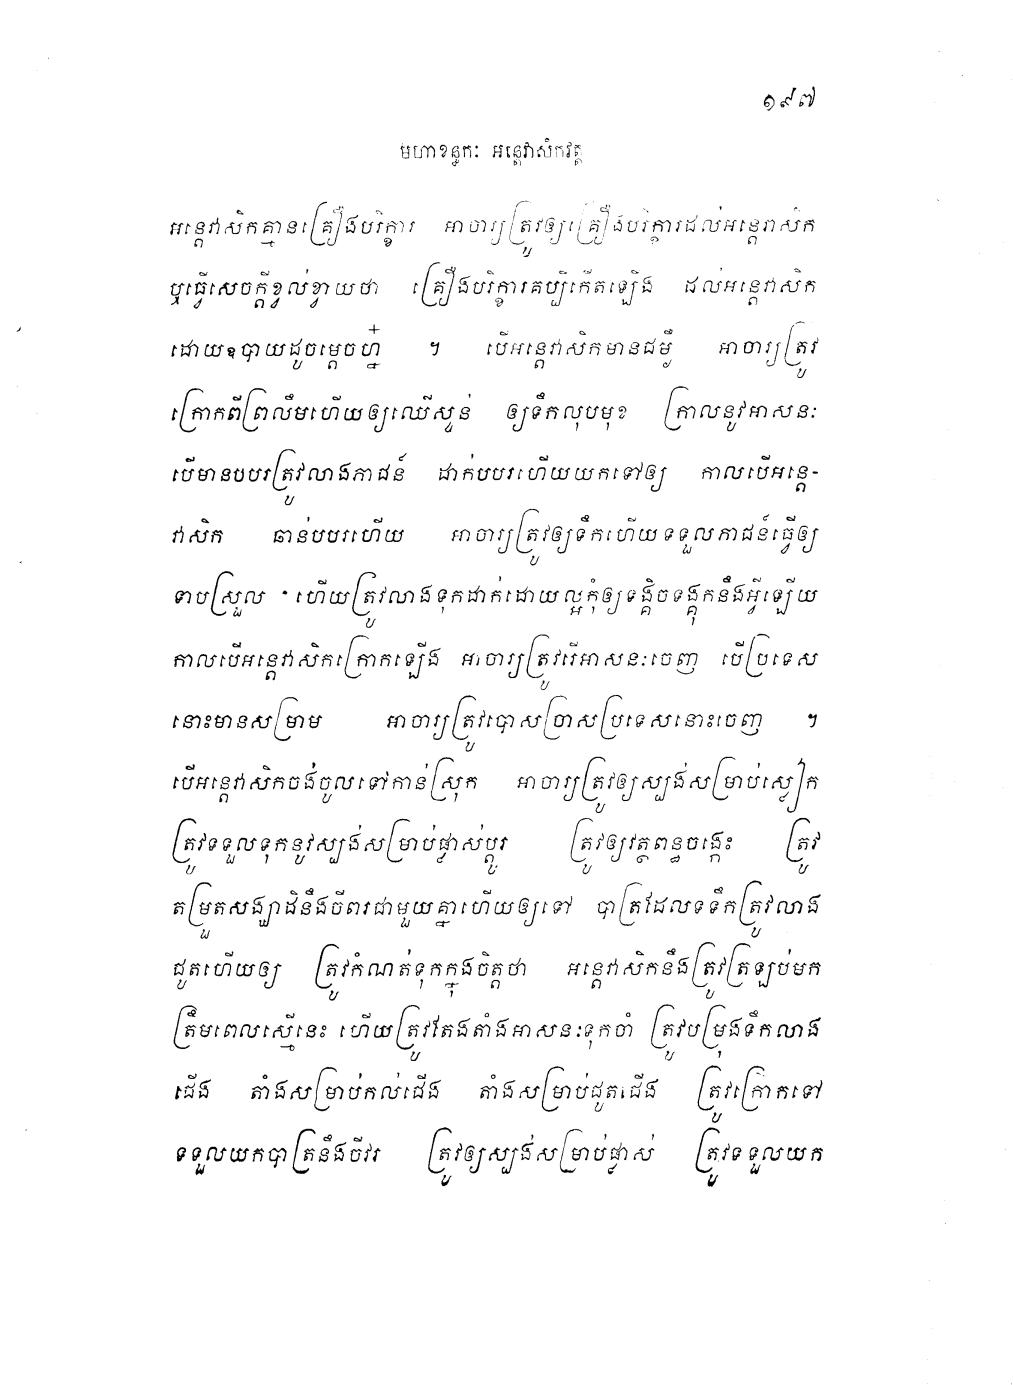 ១៩៧
មហាខន្ធកៈ អន្តេវាសិកវត្ត
អន្តេវាសិកគ្មានគ្រឿងបរិក្ខារ អាចារ្យត្រូវឲ្យគ្រឿងបរិក្ខារដល់អន្តេវាសិក
ឬធ្វើសេចក្តីខ្វល់ខ្វាយថា គ្រឿងបរិក្ខារគប្បីកើតឡើង ដល់អន្តេវាសិក
ដោយឧបាយដូចម្តេចហ្ន៎ ។ បើអន្តេវាសិកមានជម្ងឺ អាចារ្យត្រូវ
ក្រោកពីព្រលឹមហើយឲ្យឈើស្ទន់ ឲ្យទឹកលុបមុខ ក្រាលនូវអាសនៈ
បើមានបបរត្រូវលាងភាជន៍ ដាក់បបរហើយយកទៅឲ្យ កាលបើអន្តេ-
វាសិក ឆាន់បបរហើយ អាចារ្យត្រូវឲ្យទឹកហើយទទួលភាជន៍ធ្វើឲ្យ
ទាបស្រួល ហើយត្រូវលាងទុកដាក់ដោយល្អកុំឲ្យទង្គិចទង្គុកនឹងអ្វីឡើយ
កាលបើអន្តេវាសិកក្រោកឡើង អាចារ្យត្រូវរើអាសនៈចេញ បើប្រទេស
នោះមានសម្រាម អាចារ្យត្រូវបោសច្រាសប្រទេសនោះចេញ ។
បើអន្តេវាសិកចង់ចូលទៅកាន់ស្រុក អាចារ្យត្រូវឲ្យស្បង់សម្រាប់ស្លៀក
ត្រូវទទួលទុកនូវស្បង់សម្រាប់ផ្លាស់ប្តូរ ត្រូវឲ្យវត្ថពន្ធចង្កេះ ត្រូវ
តម្រួតសង្ឃាដិនឹងចីពរជាមួយគ្នាហើយឲ្យទៅ បាត្រដែលទទឹកត្រូវលាង
ជូតហើយឲ្យ ត្រូវកំណត់ទុកក្នុងចិត្តថា អន្តេវាសិកនឹងត្រូវត្រឡប់មក
ត្រឹមពេលស្មើនេះ ហើយត្រូវតែងតាំងអាសនៈទុកចាំ ត្រូវបម្រុងទឹកលាង
ជើង តាំងសម្រាប់កល់ជើង តាំងសម្រាប់ជូតជើង ត្រូវក្រោកទៅ
ទទួលយកបាត្រនឹងចីវរ ត្រូវឲ្យស្បង់សម្រាប់ផ្លាស់ ត្រូវទទួលយក